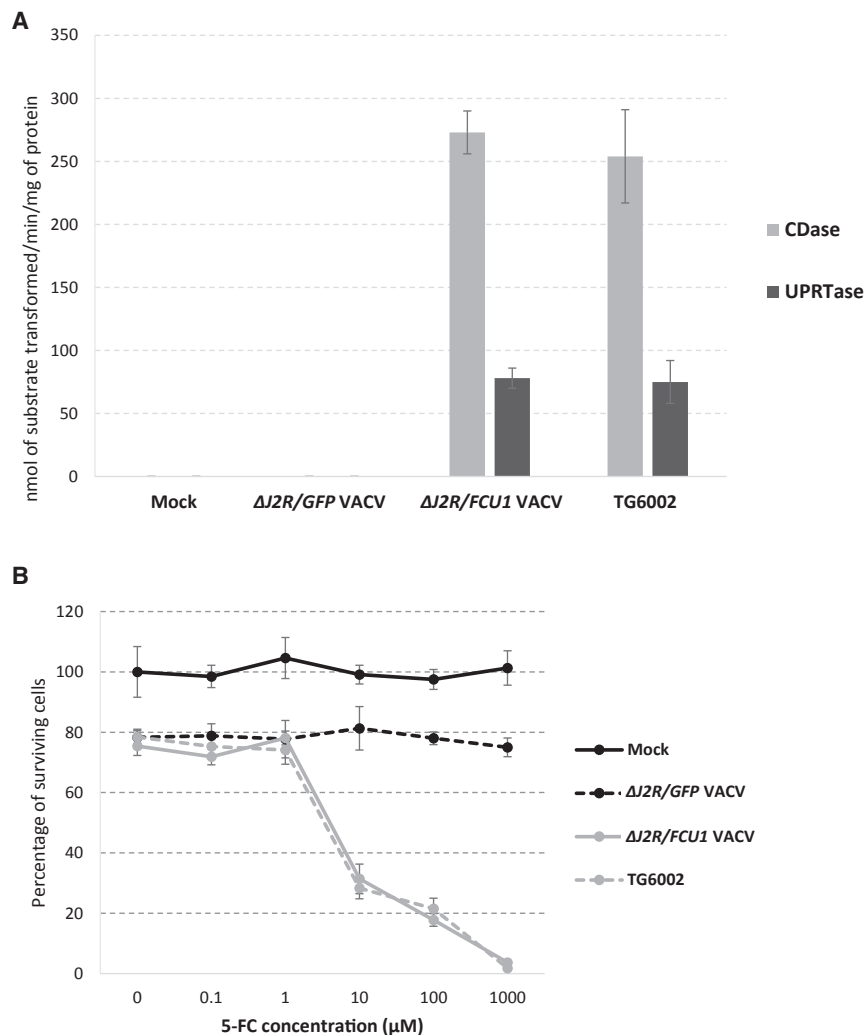 A
nmol of substrate transformed/min/mg of protein
350
300
250
200
150
100
50
0
Mock
ΔJ2R/GFP VACV
ΔJ2R/FCU1 VACV
TG6002
CDase
UPRTase
B
Percentage of surviving cells
120
100
80
60
40
20
0
0
0.1
1
10
100
1000
5-FC concentration (μM)
Mock
ΔJ2R/GFP VACV
ΔJ2R/FCU1 VACV
TG6002